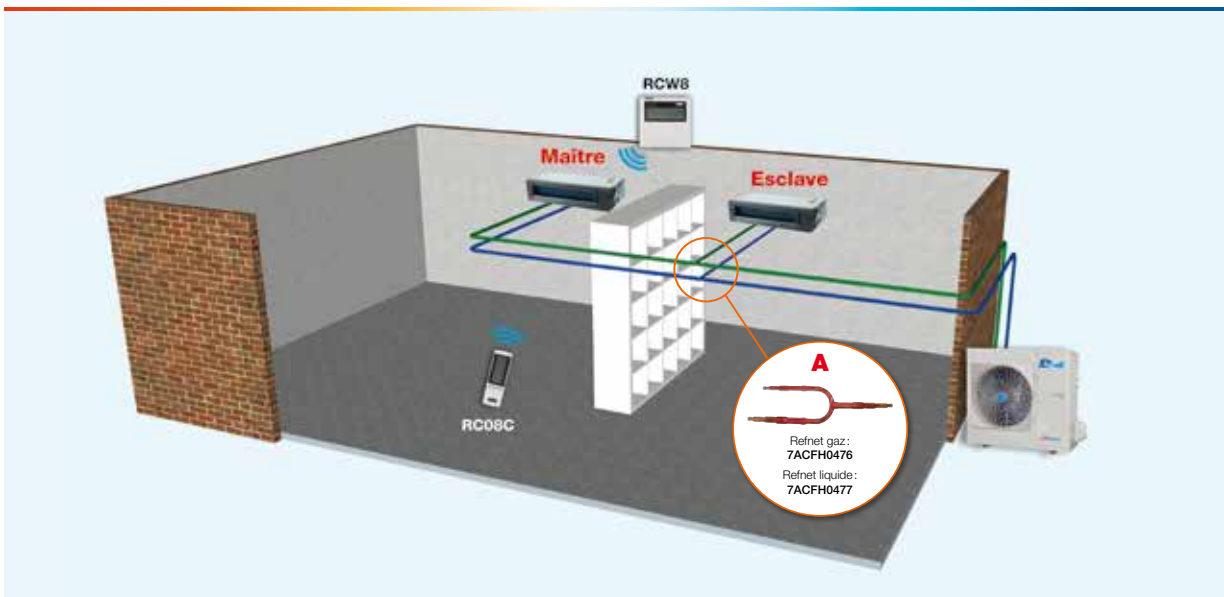 RCW8
Maître
Esclave
RC08C
A
Refnet gaz:
7ACFH0476
Refnet liquide:
7ACFH0477